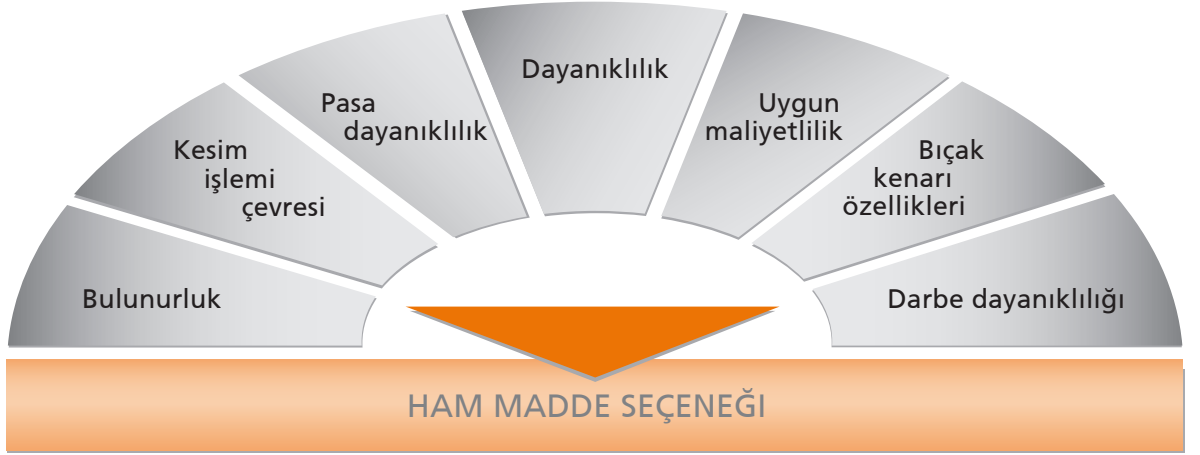 Bulunurluk
Kesim
işlemi
çevresi
Pasa
dayanıklılık
Dayanıklılık
Uygun
maliyetlilik
Bıçak
kenarı
özellikleri
Darbe dayanıklılığı
HAM MADDE SEÇENEĞI